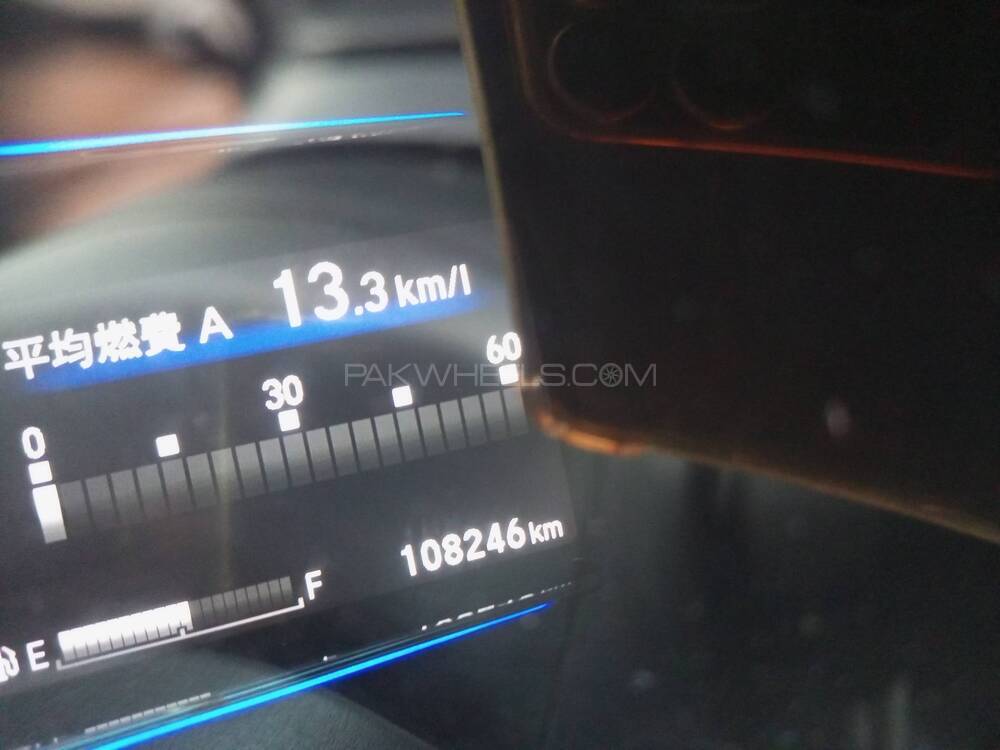 平均燃費 A 13.3 km/l
0 30 60
PAKWHEELS.COM
108246 km
E F